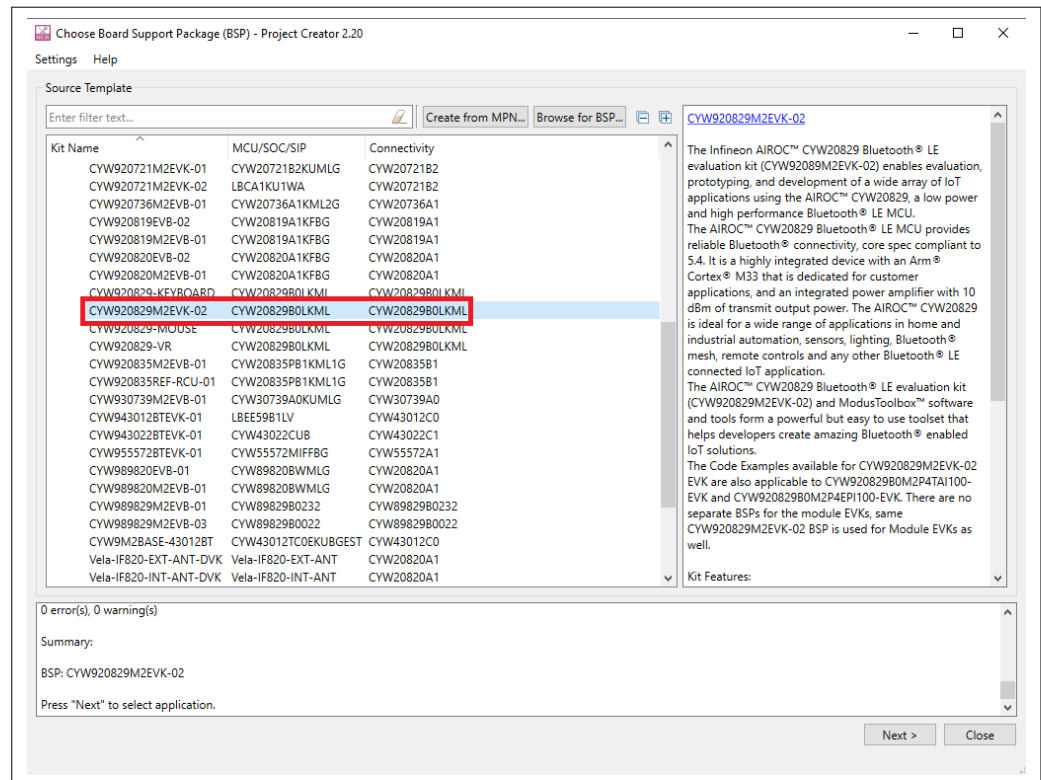 Choose Board Support Package (BSP) - Project Creator 2.20
Settings Help
Source Template
Enter filter text...
Create from MPN... Browse for BSP...
Kit Name MCU/SOC/SIP Connectivity
CYW920721M2EVK-01 CYW20721B2KUMLG CYW20721B2
CYW920721M2EVK-02 LBCA1KU1WA CYW20721B2
CYW920736M2EVB-01 CYW20736A1KML2G CYW20736A1
CYW920819EVB-02 CYW20819A1KFBG CYW20819A1
CYW920819M2EVB-01 CYW20819A1KFBG CYW20819A1
CYW920820EVB-02 CYW20820A1KFBG CYW20820A1
CYW920820M2EVB-01 CYW20820A1KFBG CYW20820A1
CYW920829-KEYBOARD CYW20829B0LKML CYW20829B0LKML
CYW920829M2EVK-02 CYW20829B0LKML CYW20829B0LKML
CYW920829-MOUSE CYW20829B0LKML CYW20829B0LKML
CYW920829-VR CYW20829B0LKML CYW20829B0LKML
CYW920835M2EVB-01 CYW20835PB1KML1G CYW20835B1
CYW920835REF-RCU-01 CYW20835PB1KML1G CYW20835B1
CYW930739M2EVB-01 CYW30739A0KUMLG CYW30739A0
CYW943012BTEVK-01 LBEE59B1LV CYW43012C0
CYW943022BTEVK-01 CYW43022CUB CYW43022C1
CYW955572BTEVK-01 CYW55572MIFFBG CYW55572A1
CYW989820EVB-01 CYW89820BWMLG CYW20820A1
CYW989820M2EVB-01 CYW89820BWMLG CYW20820A1
CYW989829M2EVB-01 CYW89829B0232 CYW89829B0232
CYW989829M2EVB-03 CYW89829B0022 CYW89829B0022
CYW9M2BASE-43012BT CYW43012TC0EKUBGEST CYW43012C0
Vela-IF820-EXT-ANT-DVK Vela-IF820-EXT-ANT CYW20820A1
Vela-IF820-INT-ANT-DVK Vela-IF820-INT-ANT CYW20820A1
CYW920829M2EVK-02
The Infineon AIROC™ CYW20829 Bluetooth® LE
evaluation kit (CYW92089M2EVK-02) enables evaluation,
prototyping, and development of a wide array of IoT
applications using the AIROC™ CYW20829, a low power
and high performance Bluetooth® LE MCU.
The AIROC™ CYW20829 Bluetooth® LE MCU provides
reliable Bluetooth® connectivity, core spec compliant to
5.4. It is a highly integrated device with an Arm®
Cortex® M33 that is dedicated for customer
applications, and an integrated power amplifier with 10
dBm of transmit output power. The AIROC™ CYW20829
is ideal for a wide range of applications in home and
industrial automation, sensors, lighting, Bluetooth®
mesh, remote controls and any other Bluetooth® LE
connected IoT application.
The AIROC™ CYW20829 Bluetooth® LE evaluation kit
(CYW920829M2EVK-02) and ModusToolbox™ software
and tools form a powerful but easy to use toolset that
helps developers create amazing Bluetooth® enabled
IoT solutions.
The Code Examples available for CYW920829M2EVK-02
EVK are also applicable to CYW920829B0M2P4TAI100-
EVK and CYW920829B0M2P4EPI100-EVK. There are no
separate BSPs for the module EVKs, same
CYW920829M2EVK-02 BSP is used for Module EVKs as
well.
Kit Features:
0 error(s), 0 warning(s)
Summary:
BSP: CYW920829M2EVK-02
Press "Next" to select application.
Next > Close